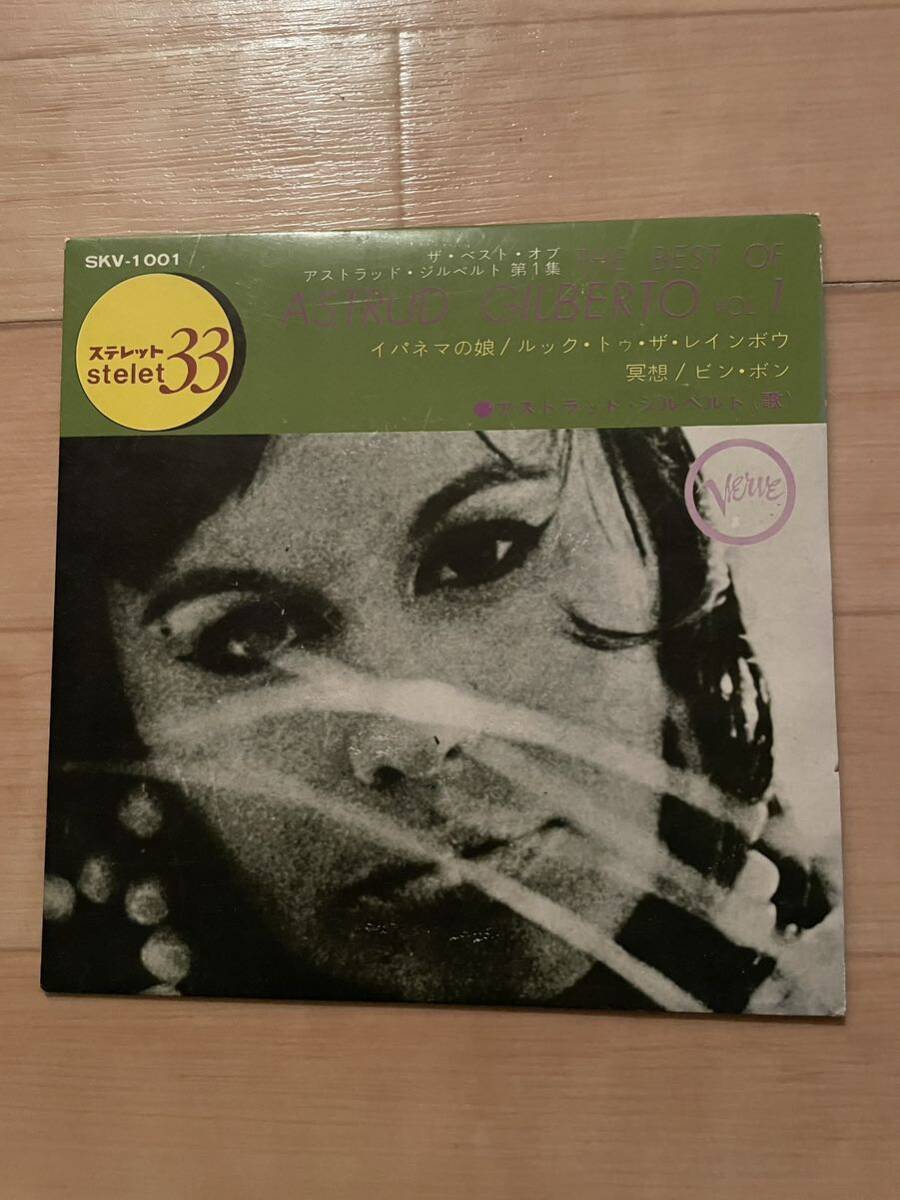 SKV-1001
ステレット
stelet 33
ザ・ベスト・オブ
アストラッド・ジルベルト 第1集
THE BEST OF
ASTRUD GILBERTO VOL. 1
イパネマの娘/ルック・トゥ・ザ・レインボウ
冥想/ビン・ボン
●アストラッド・ジルベルト(歌)
Verve